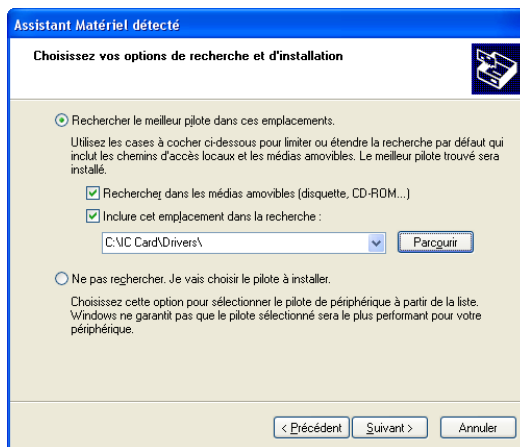 Assistant Matériel détecté
Choisissez vos options de recherche et d'installation
Rechercher le meilleur pilote dans ces emplacements.
Utilisez les cases à cocher ci-dessous pour limiter ou étendre la recherche par défaut qui
inclut les chemins d'accès locaux et les médias amovibles. Le meilleur pilote trouvé sera
installé.
Rechercher dans les médias amovibles (disquette, CD-ROM...)
Inclure cet emplacement dans la recherche :
C:\IC Card\Drivers\
Parcourir
Ne pas rechercher. Je vais choisir le pilote à installer.
Choisissez cette option pour sélectionner le pilote de périphérique à partir de la liste.
Windows ne garantit pas que le pilote sélectionné sera le plus performant pour votre
périphérique.
< Précédent Suivant > Annuler